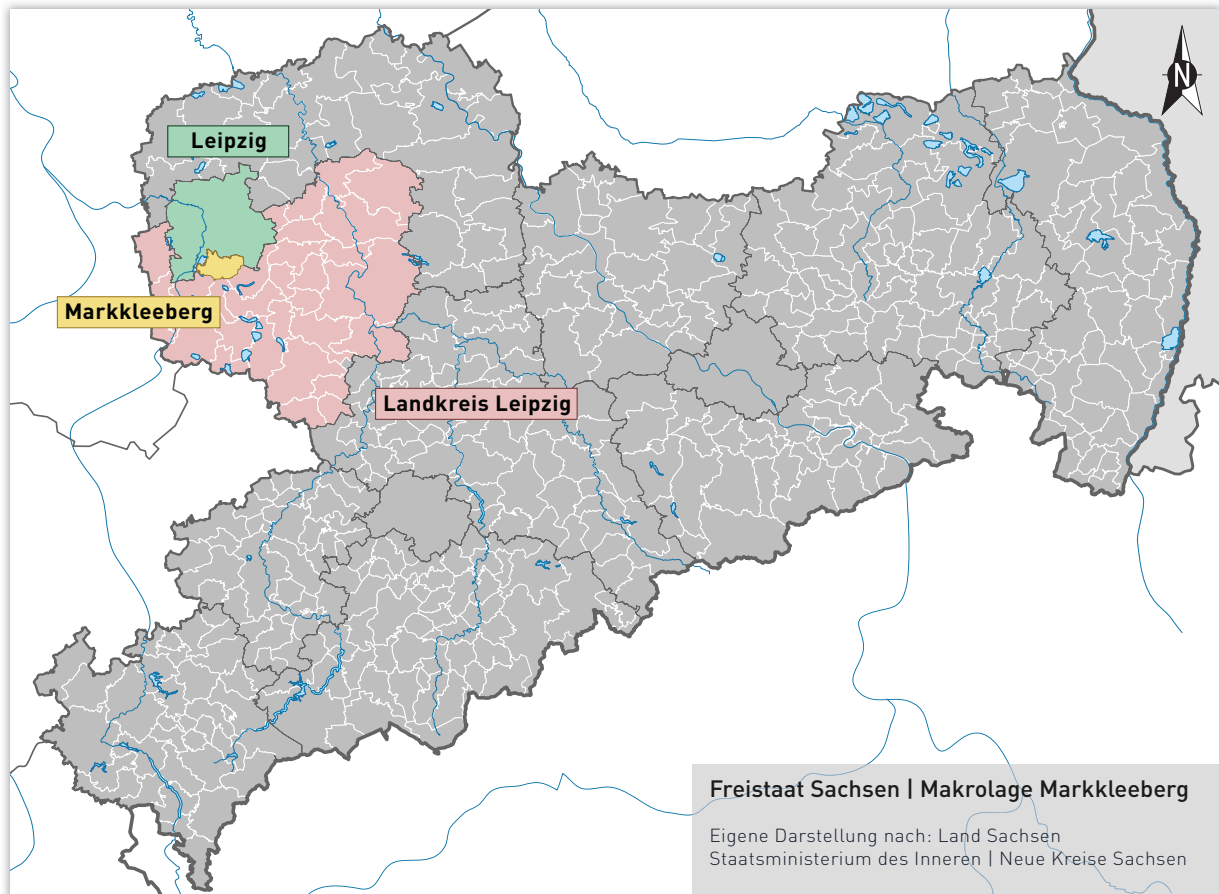 N
Leipzig
Markkleeberg
Landkreis Leipzig
Freistaat Sachsen | Makrolage Markkleeberg
Eigene Darstellung nach: Land Sachsen
Staatsministerium des Inneren | Neue Kreise Sachsen